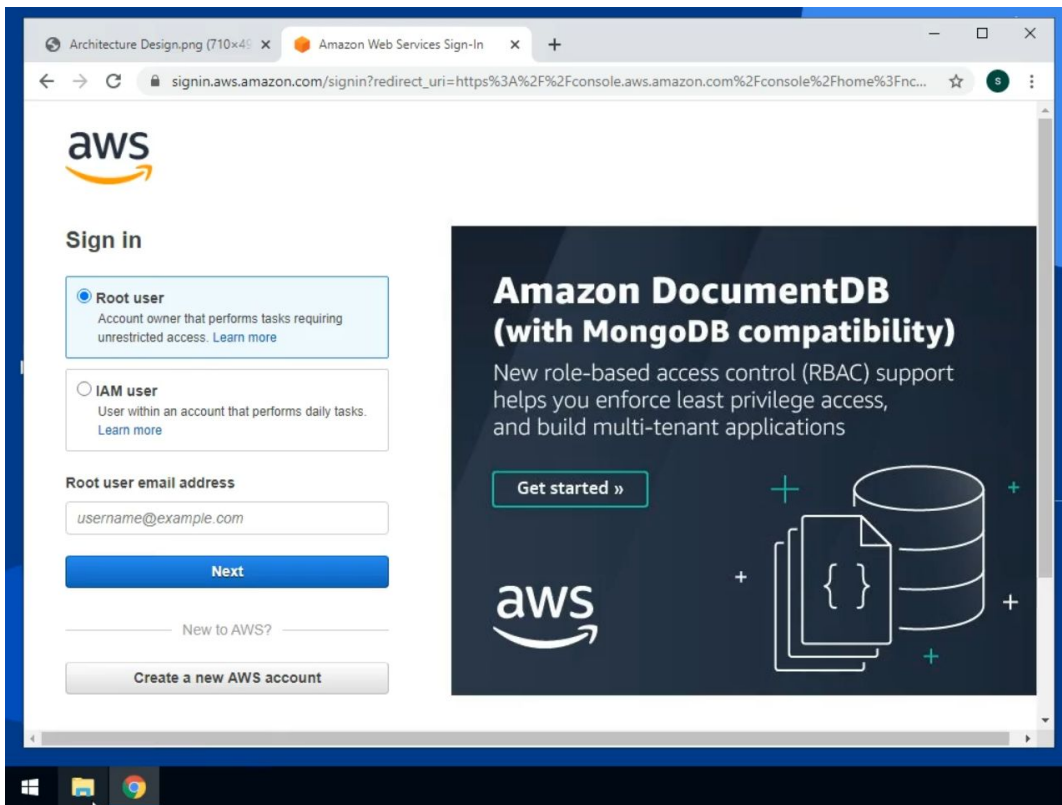 Architecture Design.png (710×49
Amazon Web Services Sign-In
signin.aws.amazon.com/signin?redirect_uri=https%3A%2F%2Fconsole.aws.amazon.com%2Fconsole%2Fhome%3Fnc...
S
aws
Sign in
Root user
Account owner that performs tasks requiring
unrestricted access. Learn more
IAM user
User within an account that performs daily tasks.
Learn more
Root user email address
username@example.com
Next
New to AWS?
Create a new AWS account
Amazon DocumentDB
(with MongoDB compatibility)
New role-based access control (RBAC) support
helps you enforce least privilege access,
and build multi-tenant applications
Get started »
aws
{ }